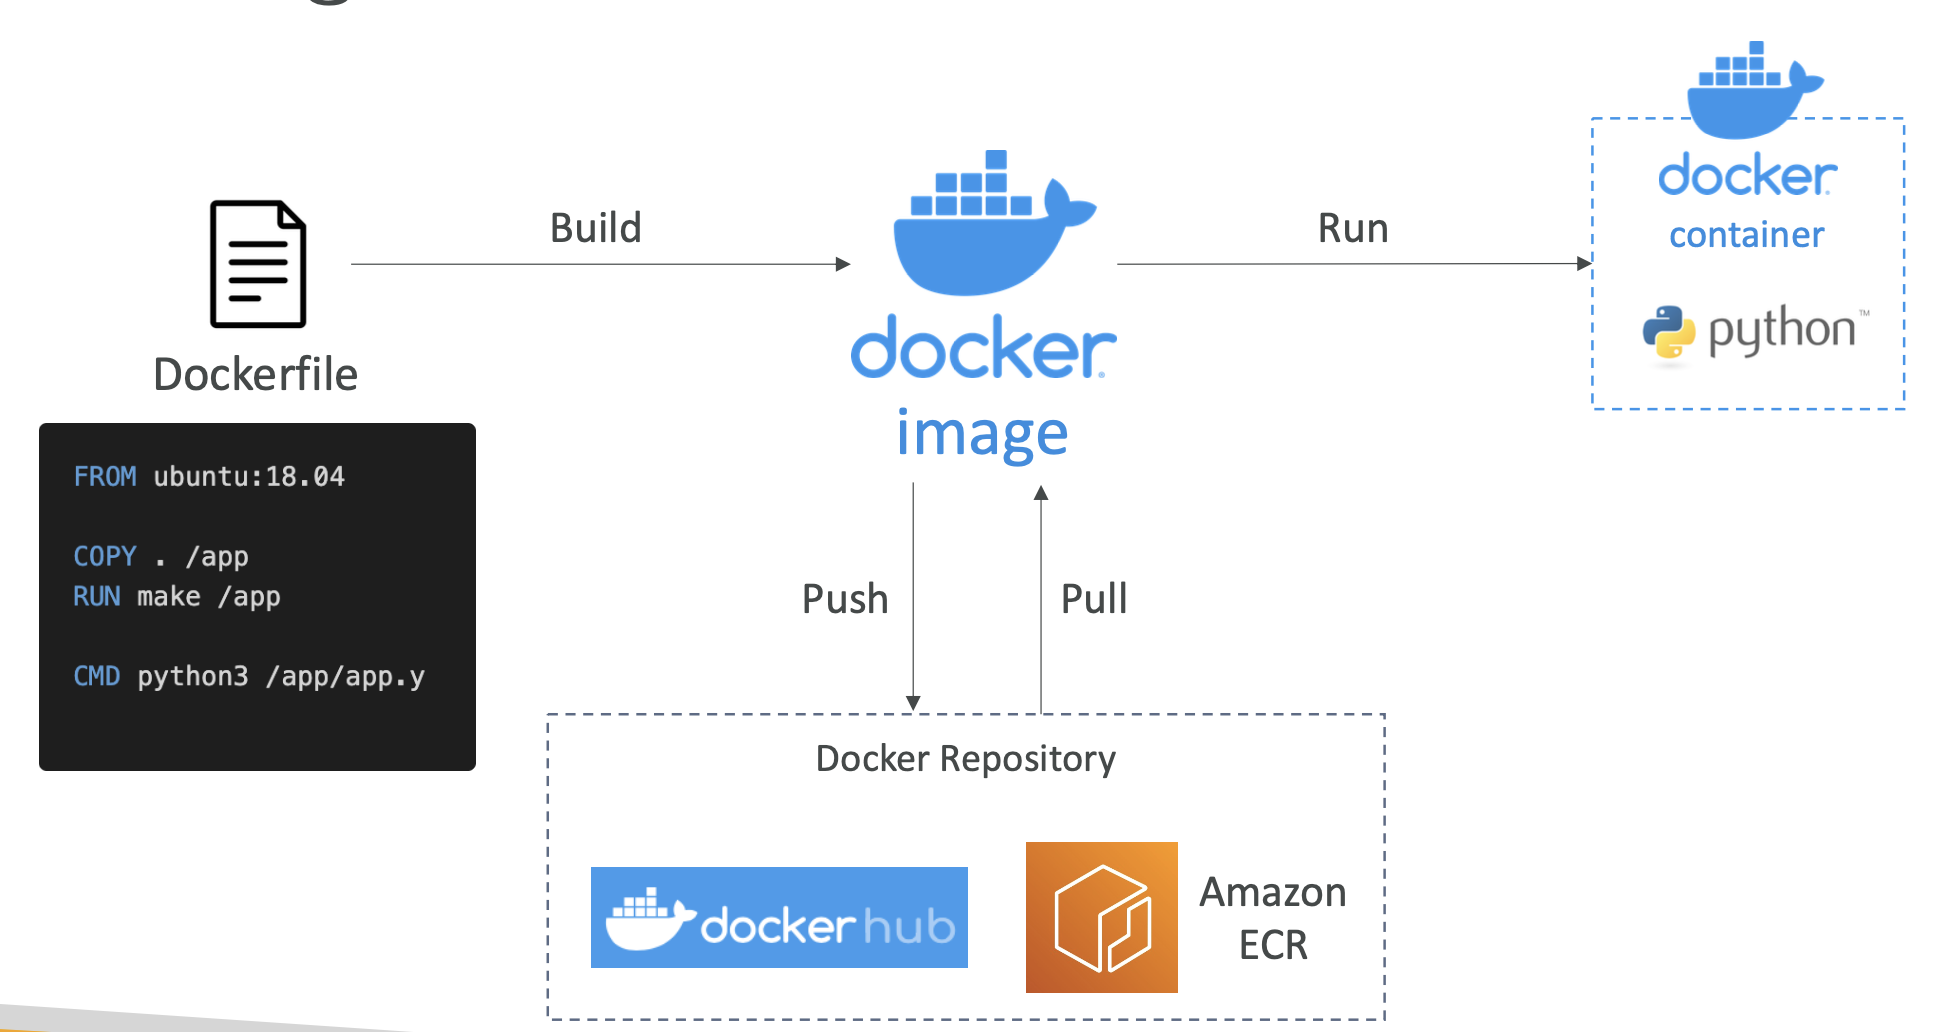 Build
Run
Dockerfile
FROM ubuntu:18.04
COPY . /app
RUN make /app
CMD python3 /app/app.y
docker
image
docker
container
python™
Push
Pull
Docker Repository
docker hub
Amazon
ECR